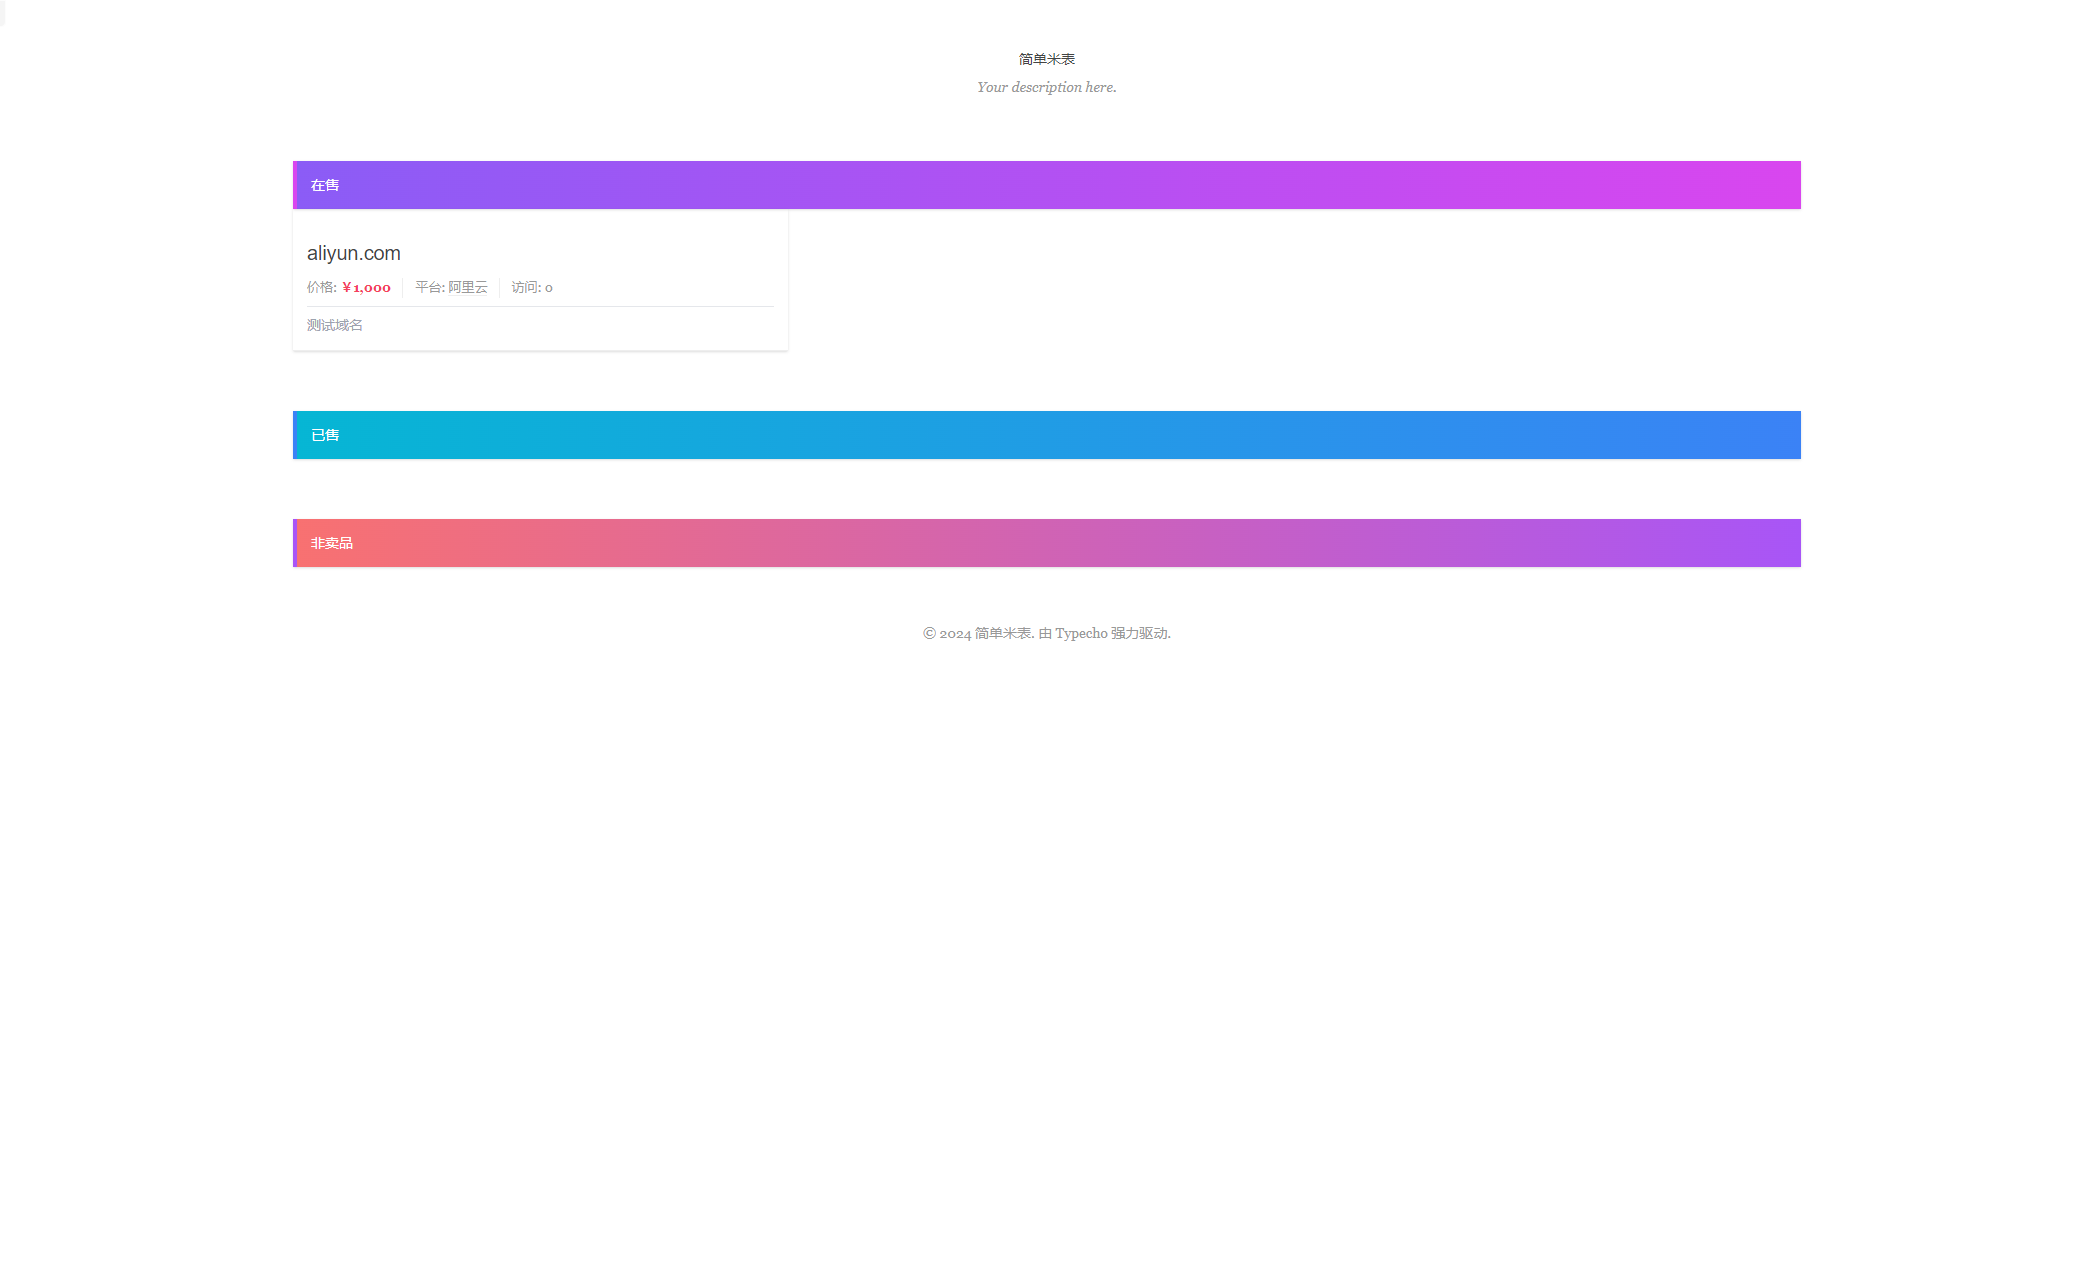 简单米表
Your description here.
在售
aliyun.com
价格: ￥1,000 平台: 阿里云 访问: 0
测试域名
已售
非卖品
© 2024 简单米表. 由 Typecho 强力驱动.